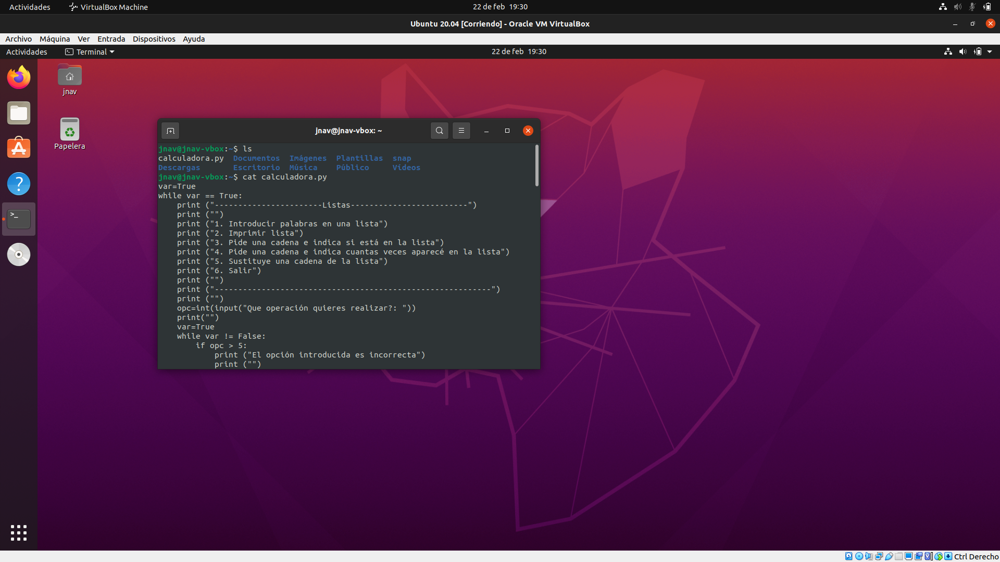 Actividades VirtualBox Machine 22 de feb 19:30
Ubuntu 20.04 [Corriendo] - Oracle VM VirtualBox
Archivo Máquina Ver Entrada Dispositivos Ayuda
Actividades Terminal 22 de feb 19:30
jnav
Papelera
jnav@jnav-vbox: ~
jnav@jnav-vbox:~$ ls
calculadora.py Documentos Imágenes Plantillas snap
Descargas Escritorio Música Público Vídeos
jnav@jnav-vbox:~$ cat calculadora.py
var=True
while var == True:
    print ("-----------------------Listas-------------------------")
    print ("")
    print ("1. Introducir palabras en una lista")
    print ("2. Imprimir lista")
    print ("3. Pide una cadena e indica si está en la lista")
    print ("4. Pide una cadena e indica cuantas veces aparecé en la lista")
    print ("5. Sustituye una cadena de la lista")
    print ("6. Salir")
    print ("")
    print ("-----------------------------------------------------------")
    print ("")
    opc=int(input("Que operación quieres realizar?: "))
    print("")
    var=True
    while var != False:
        if opc > 5:
            print ("El opción introducida es incorrecta")
            print ("")
Ctrl Derecho